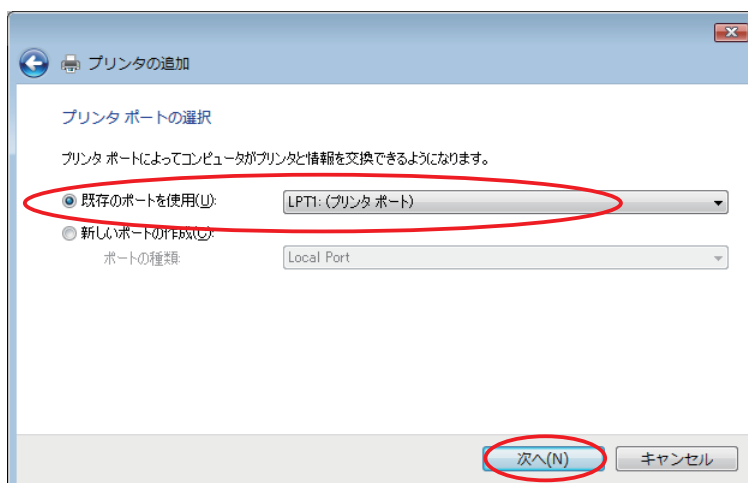 プリンタの追加
プリンタ ポートの選択
プリンタ ポートによってコンピュータがプリンタと情報を交換できるようになります。
既存のポートを使用(U): LPT1: (プリンタ ポート)
新しいポートの作成(C):
ポートの種類: Local Port
次へ(N) キャンセル